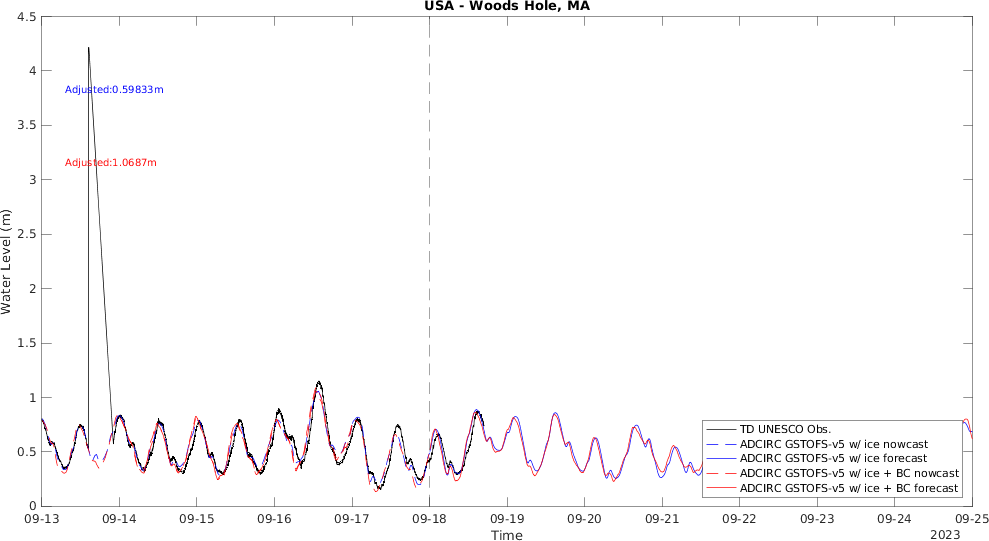 USA - Woods Hole, MA
4.5
4
3.5
3
2.5
2
1.5
1
0.5
0
Water Level (m)
Adjusted:0.59833m
Adjusted:1.0687m
TD UNESCO Obs.
ADCIRC GSTOFS-v5 w/ ice nowcast
ADCIRC GSTOFS-v5 w/ ice forecast
ADCIRC GSTOFS-v5 w/ ice + BC nowcast
ADCIRC GSTOFS-v5 w/ ice + BC forecast
09-13 09-14 09-15 09-16 09-17 09-18 09-19 09-20 09-21 09-22 09-23 09-24 09-25
Time
2023